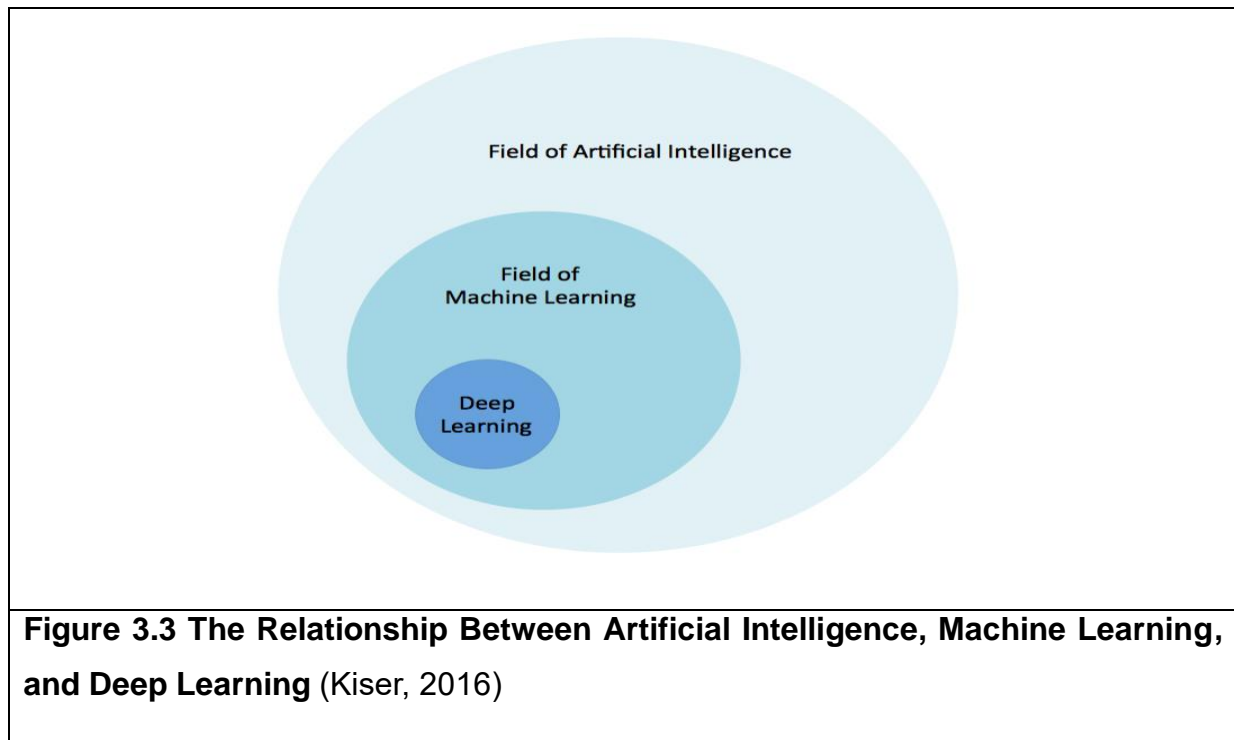 Field of Artificial Intelligence
Field of
Machine Learning
Deep
Learning
Figure 3.3 The Relationship Between Artificial Intelligence, Machine Learning,
and Deep Learning (Kiser, 2016)